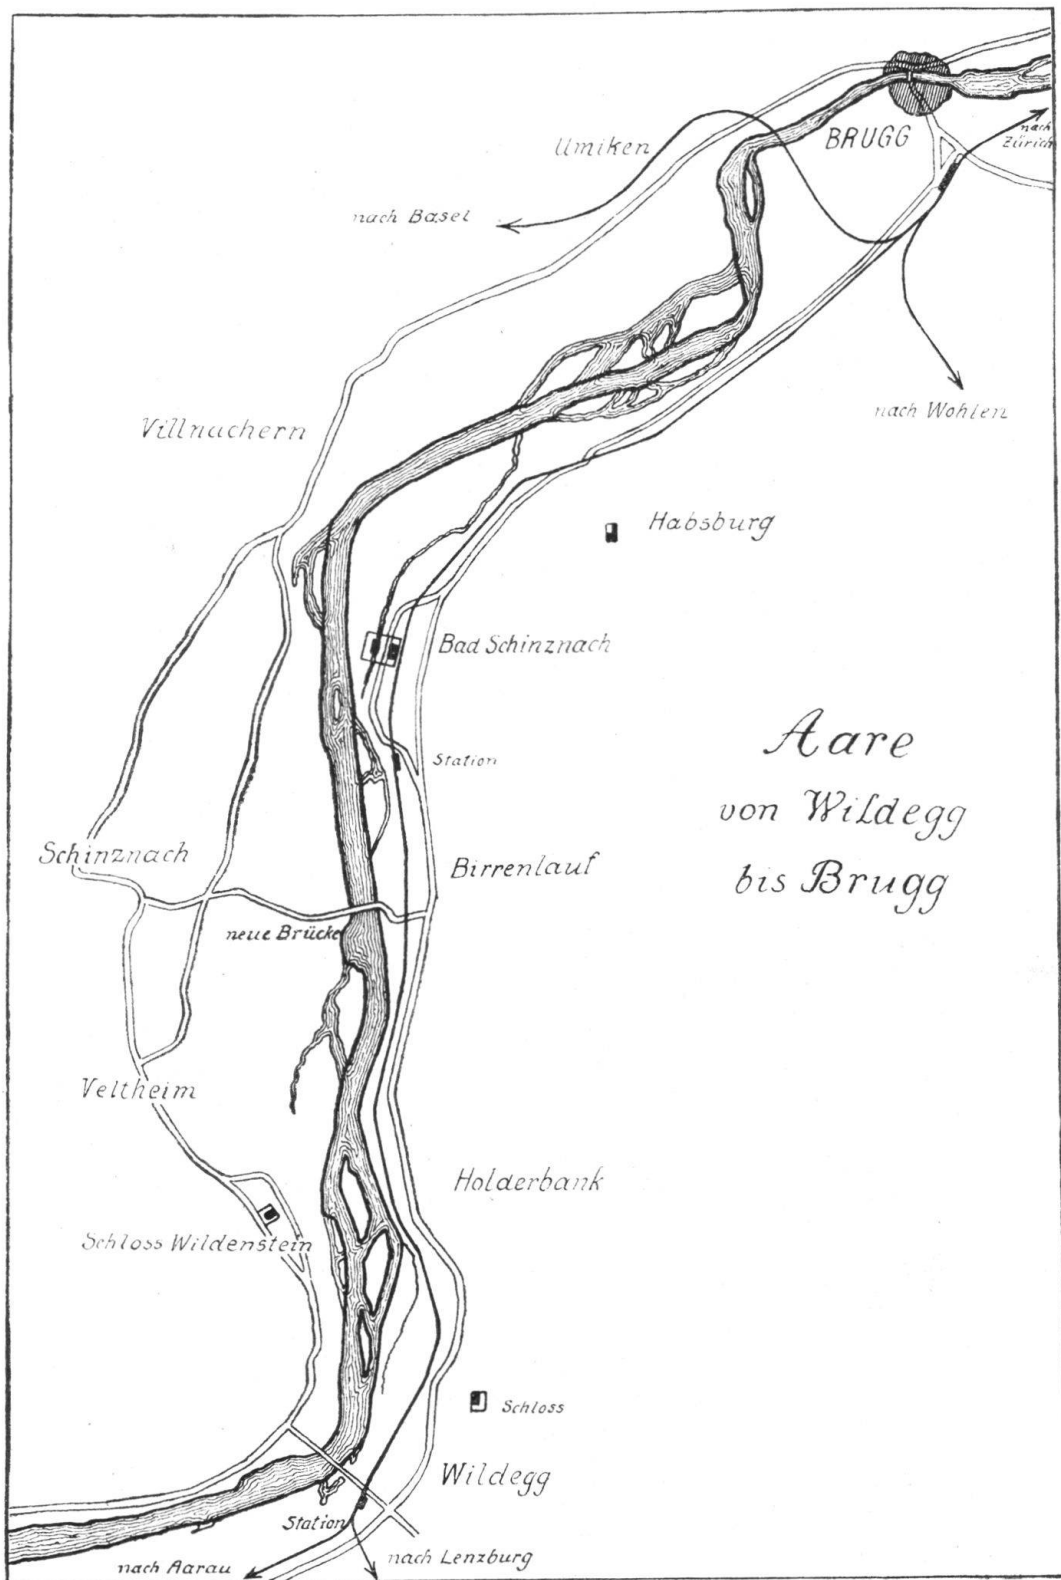 BRUGG
nach
Zürich
Umiken
nach Basel
nach Wohlen
Villnachern
Habsburg
Bad Schinznach
Station
Aare
von Wildegg
bis Brugg
Schinznach
Birrenlauf
neue Brücke
Veltheim
Holderbank
Schloss Wildenstein
Schloss
Wildegg
Station
nach Aarau
nach Lenzburg